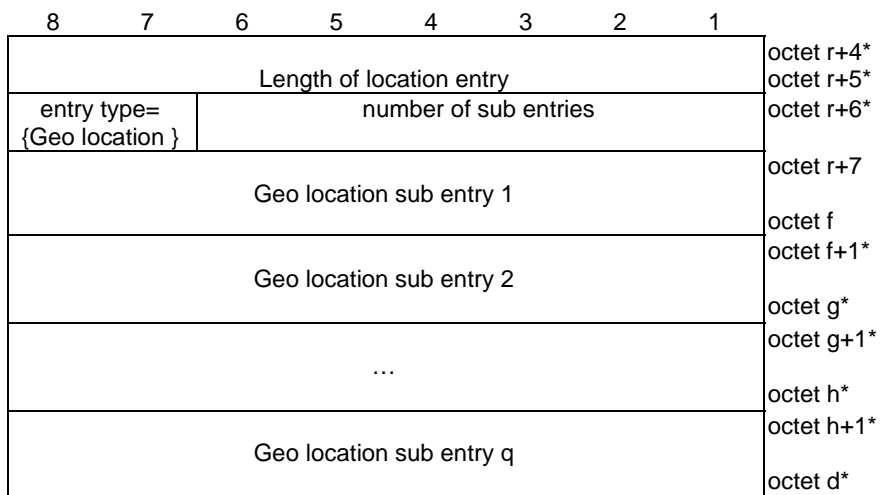 8 7 6 5 4 3 2 1
octet r+4*
Length of location entry octet r+5*
entry type= number of sub entries octet r+6*
{Geo location }
octet r+7
Geo location sub entry 1
octet f
octet f+1*
Geo location sub entry 2
octet g*
octet g+1*
…
octet h*
octet h+1*
Geo location sub entry q
octet d*